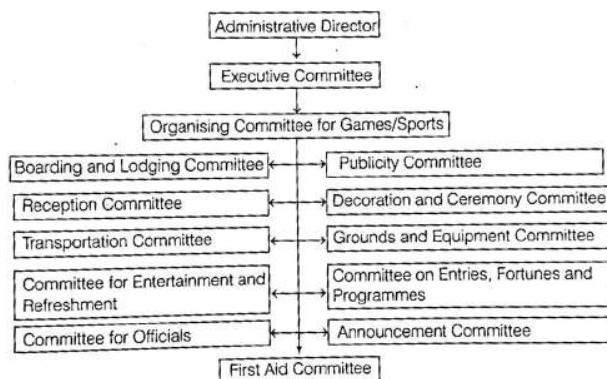 Administrative Director
Executive Committee
Organising Committee for Games/Sports
Boarding and Lodging Committee
Publicity Committee
Reception Committee
Decoration and Ceremony Committee
Transportation Committee
Grounds and Equipment Committee
Committee for Entertainment and
Refreshment
Committee on Entries, Fortunes and
Programmes
Committee for Officials
Announcement Committee
First Aid Committee